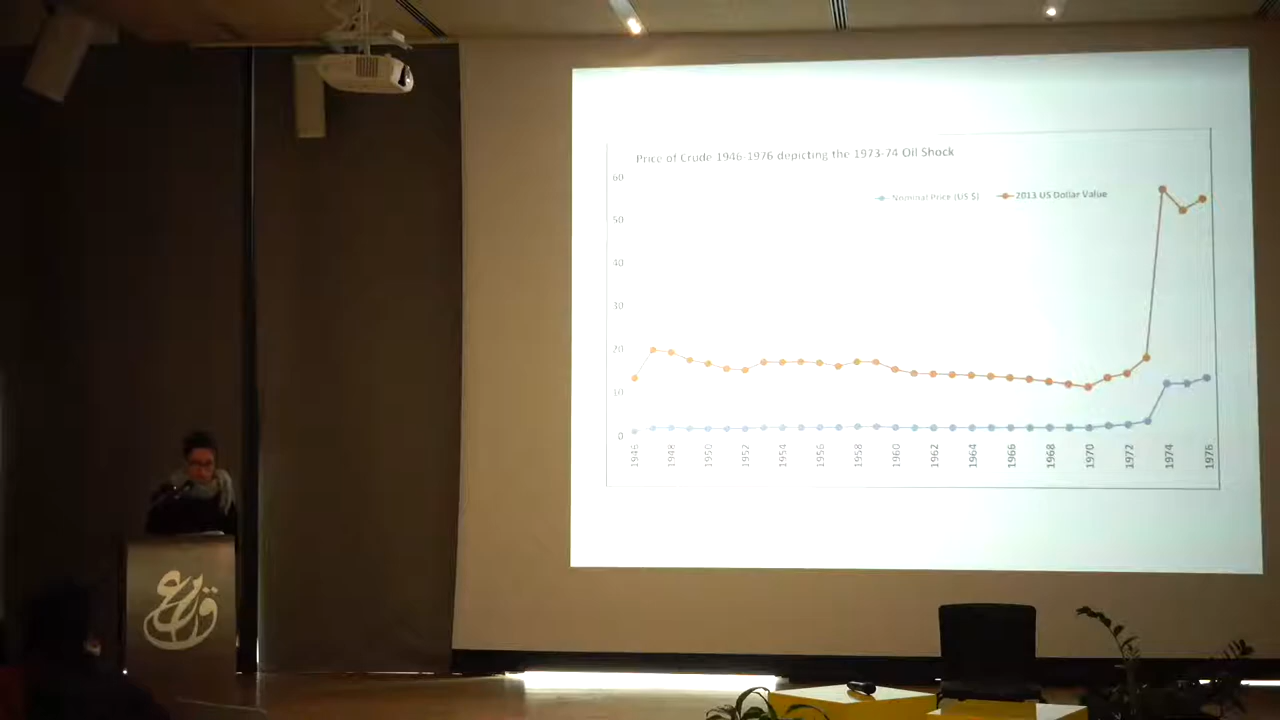 Price of Crude 1946-1976 depicting the 1973-74 Oil Shock
60
Nominal Price (US $) 2013 US Dollar Value
50
40
30
20
10
0
1946 1948 1950 1952 1954 1956 1958 1960 1962 1964 1966 1968 1970 1972 1974 1976